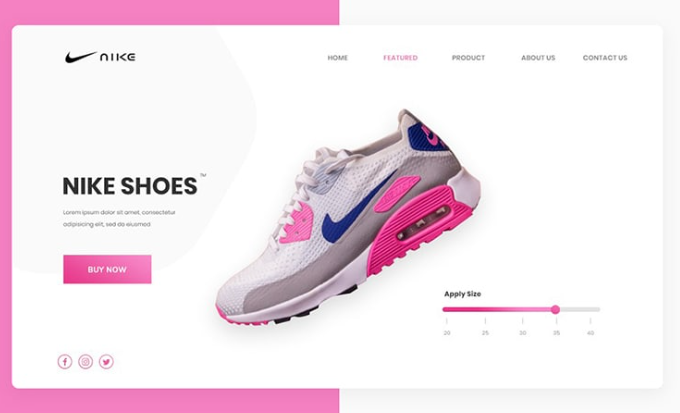 NIKE
HOME
FEATURED
PRODUCT
ABOUT US
CONTACT US
NIKE SHOES™
Lorem ipsum dolor sit amet, consectetur
adipisicing elit, sed do eiusmod
BUY NOW
Apply Size
20 25 30 35 40